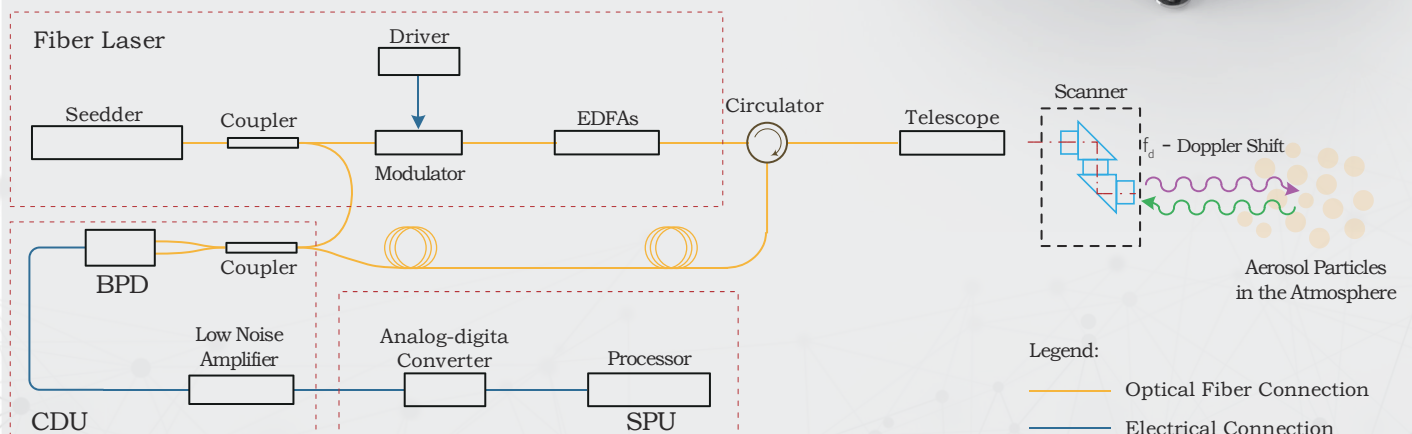 Fiber Laser
Driver
Seedder
Coupler
EDFAs
Circulator
Telescope
Scanner
Modulator
fd - Doppler Shift
BPD
Coupler
Aerosol Particles
in the Atmosphere
Low Noise
Amplifier
Analog-digita
Converter
Processor
CDU
SPU
Legend:
Optical Fiber Connection
Electrical Connection